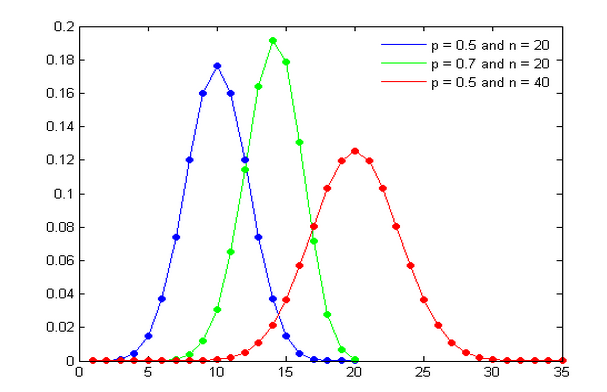 0.2
0.18
0.16
0.14
0.12
0.1
0.08
0.06
0.04
0.02
0
p = 0.5 and n = 20
p = 0.7 and n = 20
p = 0.5 and n = 40
0 5 10 15 20 25 30 35